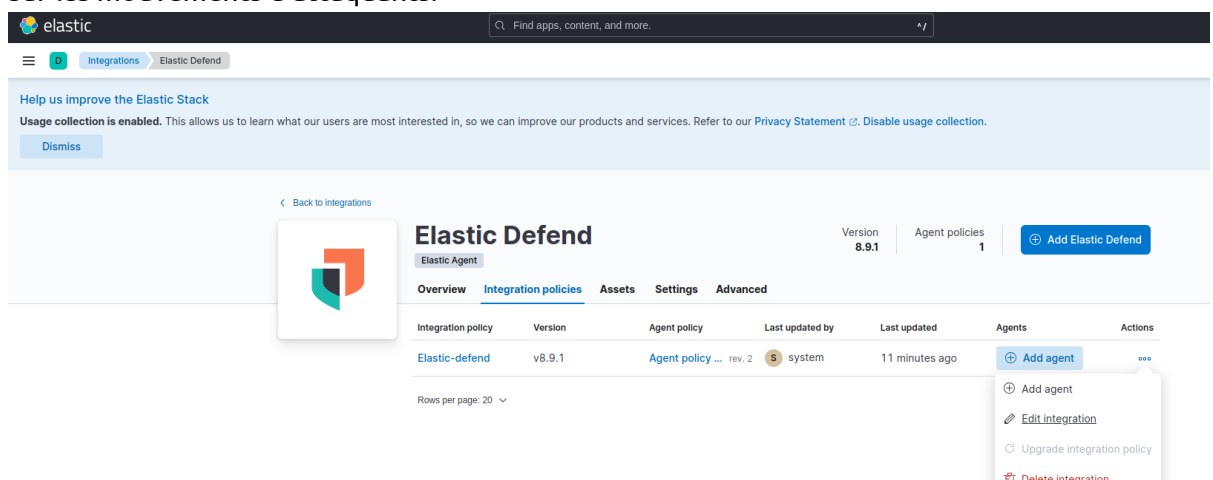 elastic
Find apps, content, and more.
^/
D
Integrations
Elastic Defend
Help us improve the Elastic Stack
Usage collection is enabled. This allows us to learn what our users are most interested in, so we can improve our products and services. Refer to our Privacy Statement. Disable usage collection.
Dismiss
Back to integrations
Elastic Defend
Elastic Agent
Version
8.9.1
Agent policies
1
Add Elastic Defend
Overview Integration policies Assets Settings Advanced
Integration policy Version Agent policy Last updated by Last updated Agents Actions
Elastic-defend v8.9.1 Agent policy ... rev. 2 S system 11 minutes ago Add agent
Rows per page: 20
Add agent
Edit integration
Upgrade integration policy
Delete integration